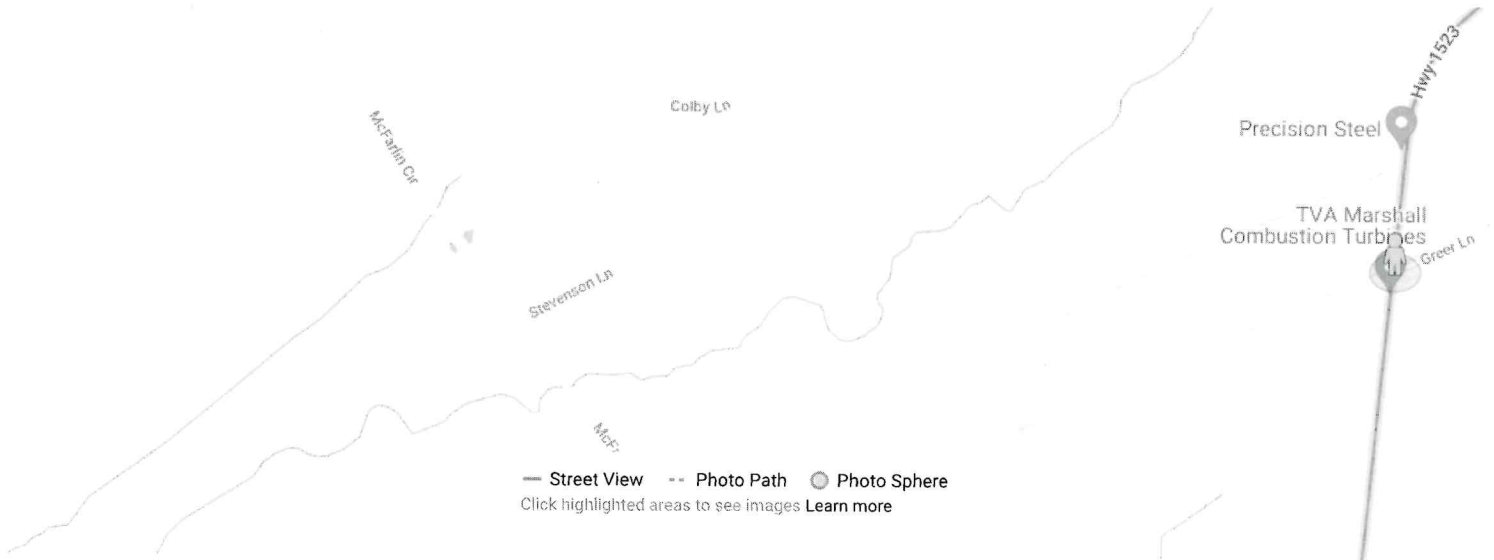 Hwy 1523
Colby Ln
McFarlin Cir
Precision Steel
TVA Marshall
Combustion Turbines
Greer Ln
Stevenson Ln
McFr
Street View
Photo Path
Photo Sphere
Click highlighted areas to see images Learn more